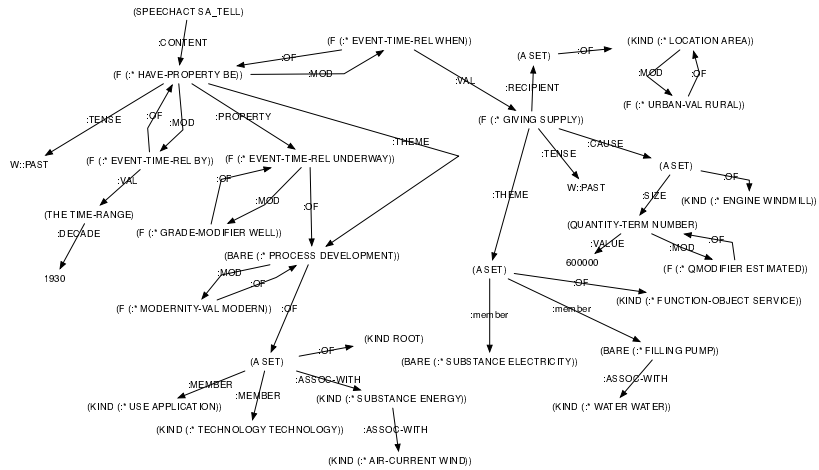 (SPEECHACT SA_TELL)
:CONTENT
:OF
(F (:* EVENT-TIME-REL WHEN))
(A SET)
:OF
(KIND (:* LOCATION AREA))
(F (:* HAVE-PROPERTY BE))
:MOD
:VAL
:RECIPIENT
:MOD
:OF
(F (:* URBAN-VAL RURAL))
:TENSE
:OF
:MOD
:PROPERTY
:THEME
(F (:* GIVING SUPPLY))
:CAUSE
:TENSE
W::PAST
(F (:* EVENT-TIME-REL BY))
(F (:* EVENT-TIME-REL UNDERWAY))
(A SET)
:OF
:VAL
:OF
:MOD
:OF
:THEME
W::PAST
:SIZE
(KIND (:* ENGINE WINDMILL))
(THE TIME-RANGE)
:DECADE
(F (:* GRADE-MODIFIER WELL))
(QUANTITY-TERM NUMBER)
:VALUE
:MOD
:OF
(BARE (:* PROCESS DEVELOPMENT))
600000
(F (:* QMODIFIER ESTIMATED))
1930
:MOD
:OF
(A SET)
:OF
(KIND (:* FUNCTION-OBJECT SERVICE))
(F (:* MODERNITY-VAL MODERN))
:OF
:member
:member
(KIND ROOT)
:OF
(A SET)
(BARE (:* SUBSTANCE ELECTRICITY))
(BARE (:* FILLING PUMP))
:MEMBER
:MEMBER
:ASSOC-WITH
:ASSOC-WITH
(KIND (:* USE APPLICATION))
(KIND (:* SUBSTANCE ENERGY))
(KIND (:* WATER WATER))
(KIND (:* TECHNOLOGY TECHNOLOGY))
:ASSOC-WITH
(KIND (:* AIR-CURRENT WIND))